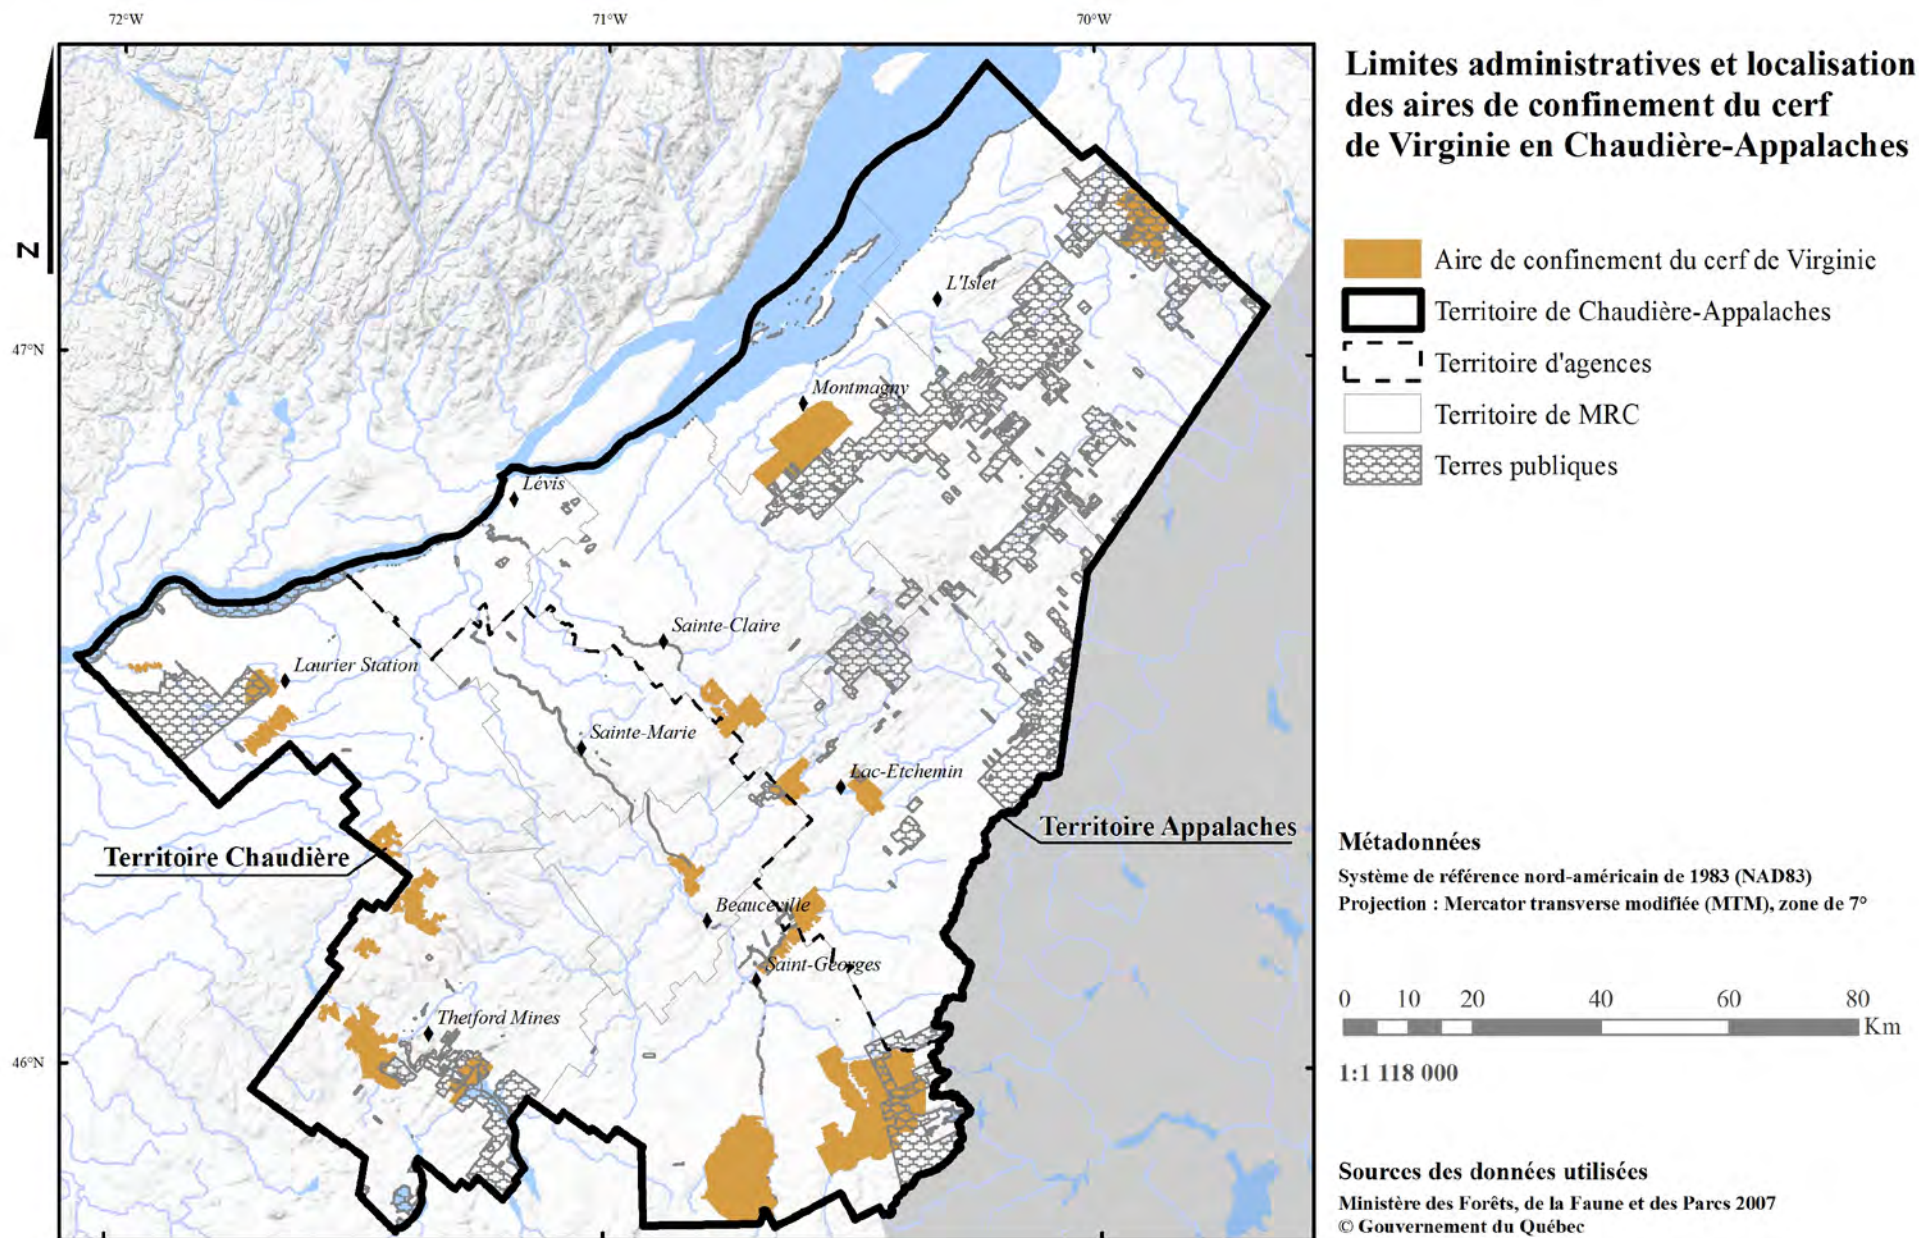 72°W
71°W
70°W
Limites administratives et localisation
des aires de confinement du cerf
de Virginie en Chaudière-Appalaches
N
Aire de confinement du cerf de Virginie
Territoire de Chaudière-Appalaches
Territoire d'agences
Territoire de MRC
Terres publiques
47°N
L'Islet
Montmagny
Lévis
Sainte-Claire
Laurier Station
Sainte-Marie
Lac-Etchemin
Territoire Appalaches
Territoire Chaudière
Beauceville
Saint-Georges
Thetford Mines
46°N
Métadonnées
Système de référence nord-américain de 1983 (NAD83)
Projection : Mercator transverse modifiée (MTM), zone de 7°
0 10 20 40 60 80
Km
1:1 118 000
Sources des données utilisées
Ministère des Forêts, de la Faune et des Parcs 2007
© Gouvernement du Québec